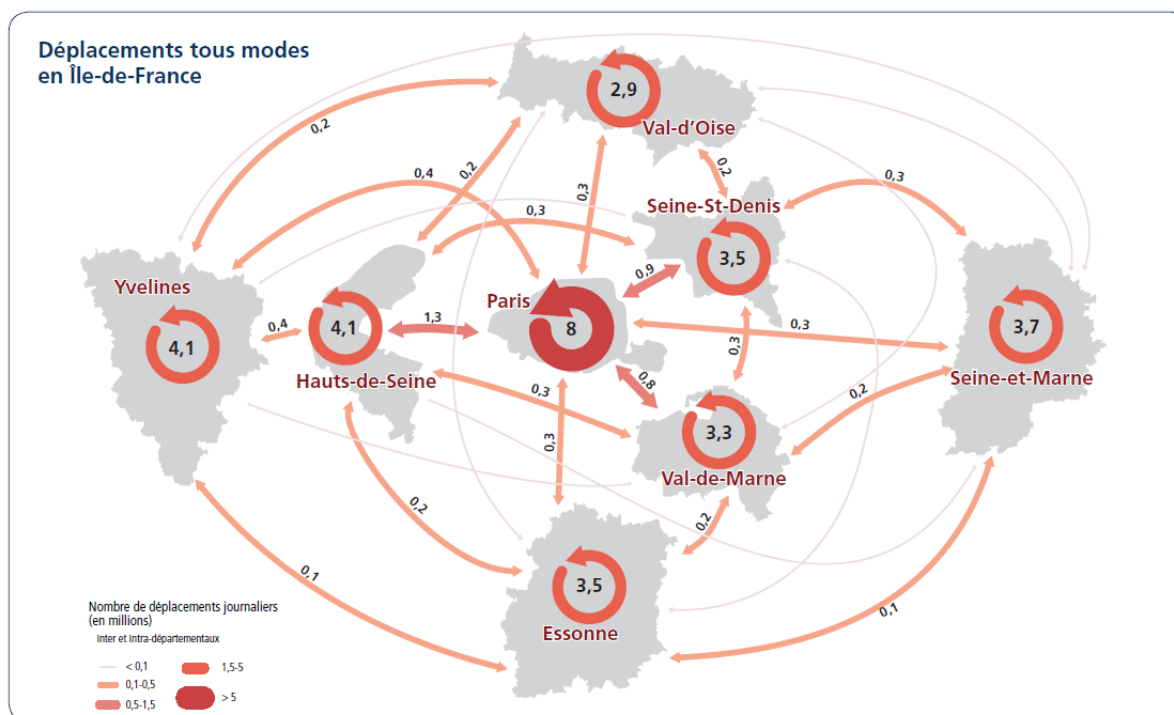 Déplacements tous modes
en Île-de-France
2,9
Val-d'Oise
0,2
0,2
0,4
0,2
0,3
0,3
Seine-St-Denis
0,3
3,5
0,9
Yvelines
4,1
0,4
4,1
Hauts-de-Seine
1,3
Paris
8
0,3
0,3
3,7
Seine-et-Marne
0,8
0,3
0,2
3,3
Val-de-Marne
0,3
0,2
0,2
3,5
Essonne
0,1
0,1
Nombre de déplacements journaliers
(en millions)
Inter et Intra-départementaux
< 0,1
1,5-5
0,1-0,5
> 5
0,5-1,5